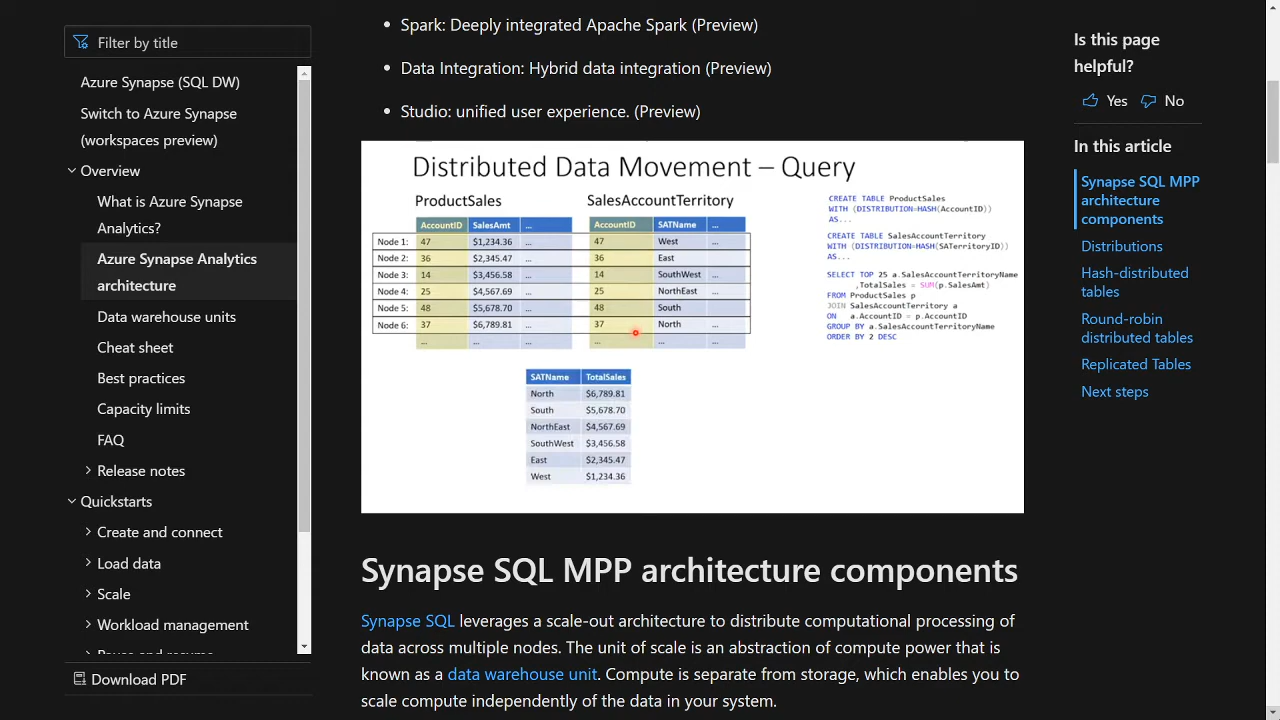 Filter by title
Azure Synapse (SQL DW)
Switch to Azure Synapse
(workspaces preview)
Overview
What is Azure Synapse
Analytics?
Azure Synapse Analytics
architecture
Data warehouse units
Cheat sheet
Best practices
Capacity limits
FAQ
Release notes
Quickstarts
Create and connect
Load data
Scale
Workload management
Pause and resume
Download PDF
Spark: Deeply integrated Apache Spark (Preview)
Data Integration: Hybrid data integration (Preview)
Studio: unified user experience. (Preview)
Distributed Data Movement – Query
ProductSales SalesAccountTerritory
AccountID SalesAmt ... AccountID SATName ...
Node 1: 47 $1,234.36 ... 47 West
Node 2: 36 $2,345.47 ... 36 East
Node 3: 14 $3,456.58 ... 14 SouthWest ...
Node 4: 25 $4,567.69 ... 25 NorthEast ...
Node 5: 48 $5,678.70 ... 48 South
Node 6: 37 $6,789.81 ... 37 North ...
... ... ... ... ... ...
SATName TotalSales
North $6,789.81
South $5,678.70
NorthEast $4,567.69
SouthWest $3,456.58
East $2,345.47
West $1,234.36
CREATE TABLE ProductSales
WITH (DISTRIBUTION=HASH(AccountID))
AS...
CREATE TABLE SalesAccountTerritory
WITH (DISTRIBUTION=HASH(SATerritoryID))
AS...
SELECT TOP 25 a.SalesAccountTerritoryName
,TotalSales = SUM(p.SalesAmt)
FROM ProductSales p
JOIN SalesAccountTerritory a
ON a.AccountID = p.AccountID
GROUP BY a.SalesAccountTerritoryName
ORDER BY 2 DESC
Synapse SQL MPP architecture components
Synapse SQL leverages a scale-out architecture to distribute computational processing of
data across multiple nodes. The unit of scale is an abstraction of compute power that is
known as a data warehouse unit. Compute is separate from storage, which enables you to
scale compute independently of the data in your system.
Is this page
helpful?
Yes No
In this article
Synapse SQL MPP
architecture
components
Distributions
Hash-distributed
tables
Round-robin
distributed tables
Replicated Tables
Next steps